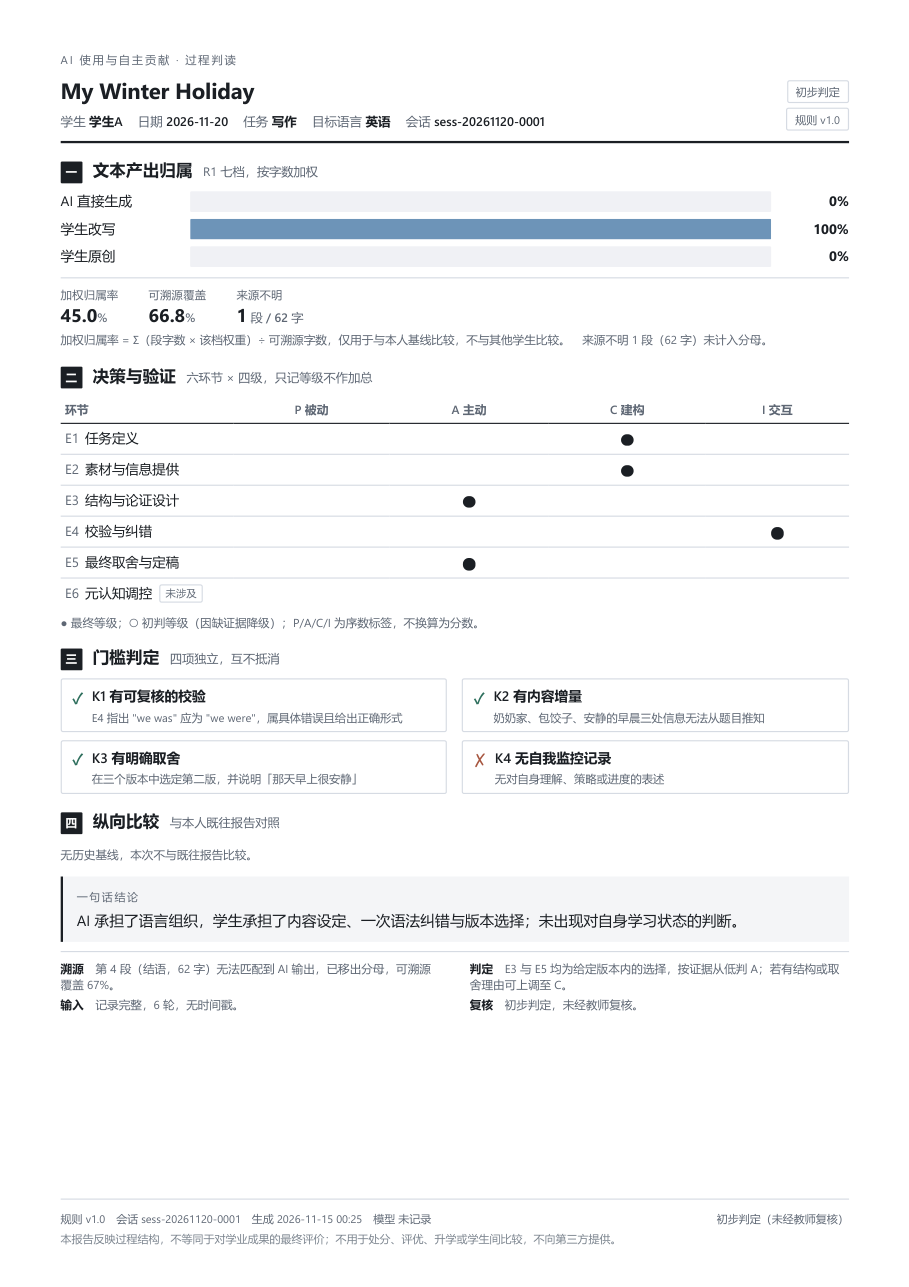 AI 使用与自主贡献 · 过程判读
My Winter Holiday
初步判定
学生 学生A 日期 2026-11-20 任务 写作 目标语言 英语 会话 sess-20261120-0001
规则 v1.0
一 文本产出归属 R1 七档，按字数加权
AI 直接生成 0%
学生改写 100%
学生原创 0%
加权归属率 可溯源覆盖 来源不明
45.0% 66.8% 1 段 / 62 字
加权归属率 = Σ（段字数 × 该档权重）÷ 可溯源字数，仅用于与本人基线比较，不与其他学生比较。 来源不明 1 段（62 字）未计入分母。
二 决策与验证 六环节 × 四级，只记等级不作加总
环节 P 被动 A 主动 C 建构 I 交互
E1 任务定义 ●
E2 素材与信息提供 ●
E3 结构与论证设计 ●
E4 校验与纠错 ●
E5 最终取舍与定稿 ●
E6 元认知调控 未涉及
● 最终等级；○ 初判等级（因缺证据降级）；P/A/C/I 为序数标签，不换算为分数。
三 门槛判定 四项独立，互不抵消
✓ K1 有可复核的校验
E4 指出 "we was" 应为 "we were"，属具体错误且给出正确形式
✓ K2 有内容增量
奶奶家、包饺子、安静的早晨三处信息无法从题目推知
✓ K3 有明确取舍
在三个版本中选定第二版，并说明「那天早上很安静」
✗ K4 无自我监控记录
无对自身理解、策略或进度的表述
四 纵向比较 与本人既往报告对照
无历史基线，本次不与既往报告比较。
一句话结论
AI 承担了语言组织，学生承担了内容设定、一次语法纠错与版本选择；未出现对自身学习状态的判断。
溯源 第 4 段（结语，62 字）无法匹配到 AI 输出，已移出分母，可溯源
覆盖 67%。
输入 记录完整，6 轮，无时间戳。
判定 E3 与 E5 均为给定版本内的选择，按证据从低判 A；若有结构或取
舍理由可上调至 C。
复核 初步判定，未经教师复核。
规则 v1.0 会话 sess-20261120-0001 生成 2026-11-15 00:25 模型 未记录 初步判定（未经教师复核）
本报告反映过程结构，不等同于对学业成果的最终评价；不用于处分、评优、升学或学生间比较，不向第三方提供。